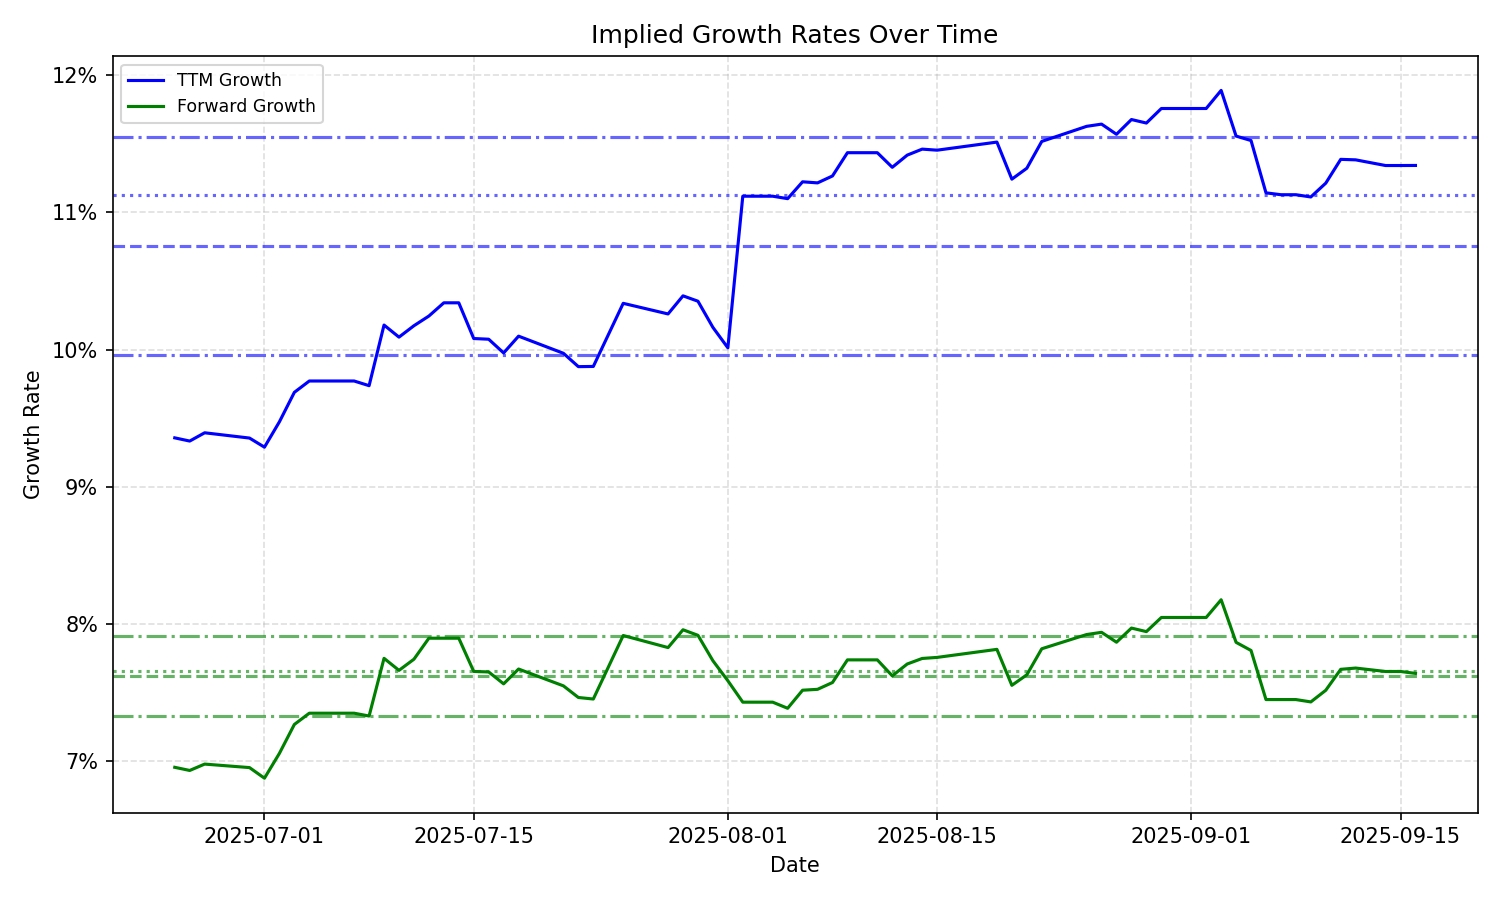 Implied Growth Rates Over Time
TTM Growth
Forward Growth
12%
11%
10%
9%
8%
7%
Growth Rate
2025-07-01
2025-07-15
2025-08-01
2025-08-15
2025-09-01
2025-09-15
Date